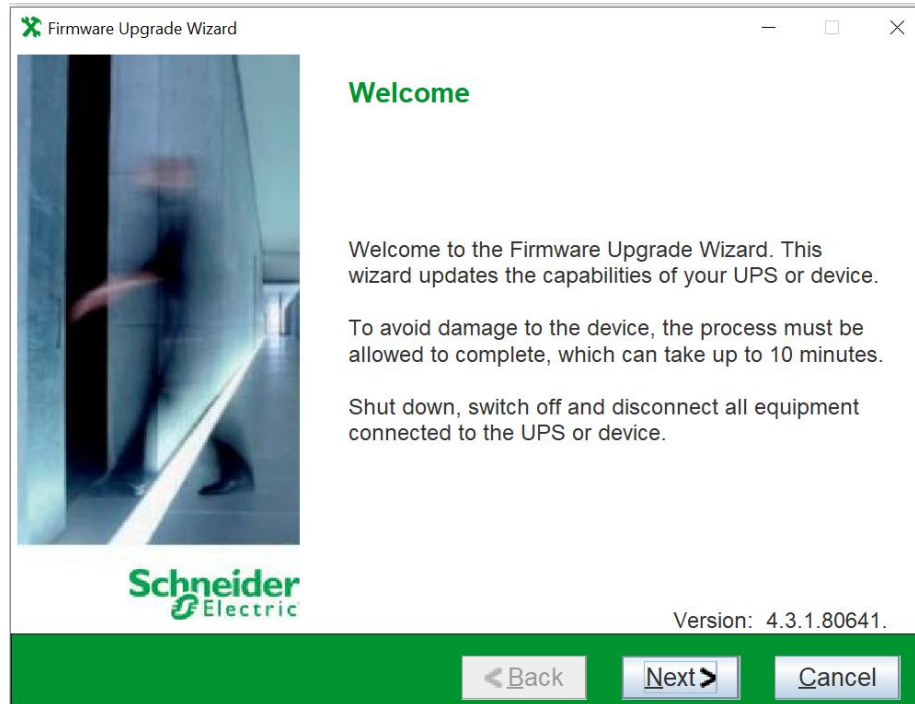 Firmware Upgrade Wizard
Welcome
Welcome to the Firmware Upgrade Wizard. This
wizard updates the capabilities of your UPS or device.
To avoid damage to the device, the process must be
allowed to complete, which can take up to 10 minutes.
Shut down, switch off and disconnect all equipment
connected to the UPS or device.
Schneider
Electric
Version: 4.3.1.80641.
< Back
Next >
Cancel